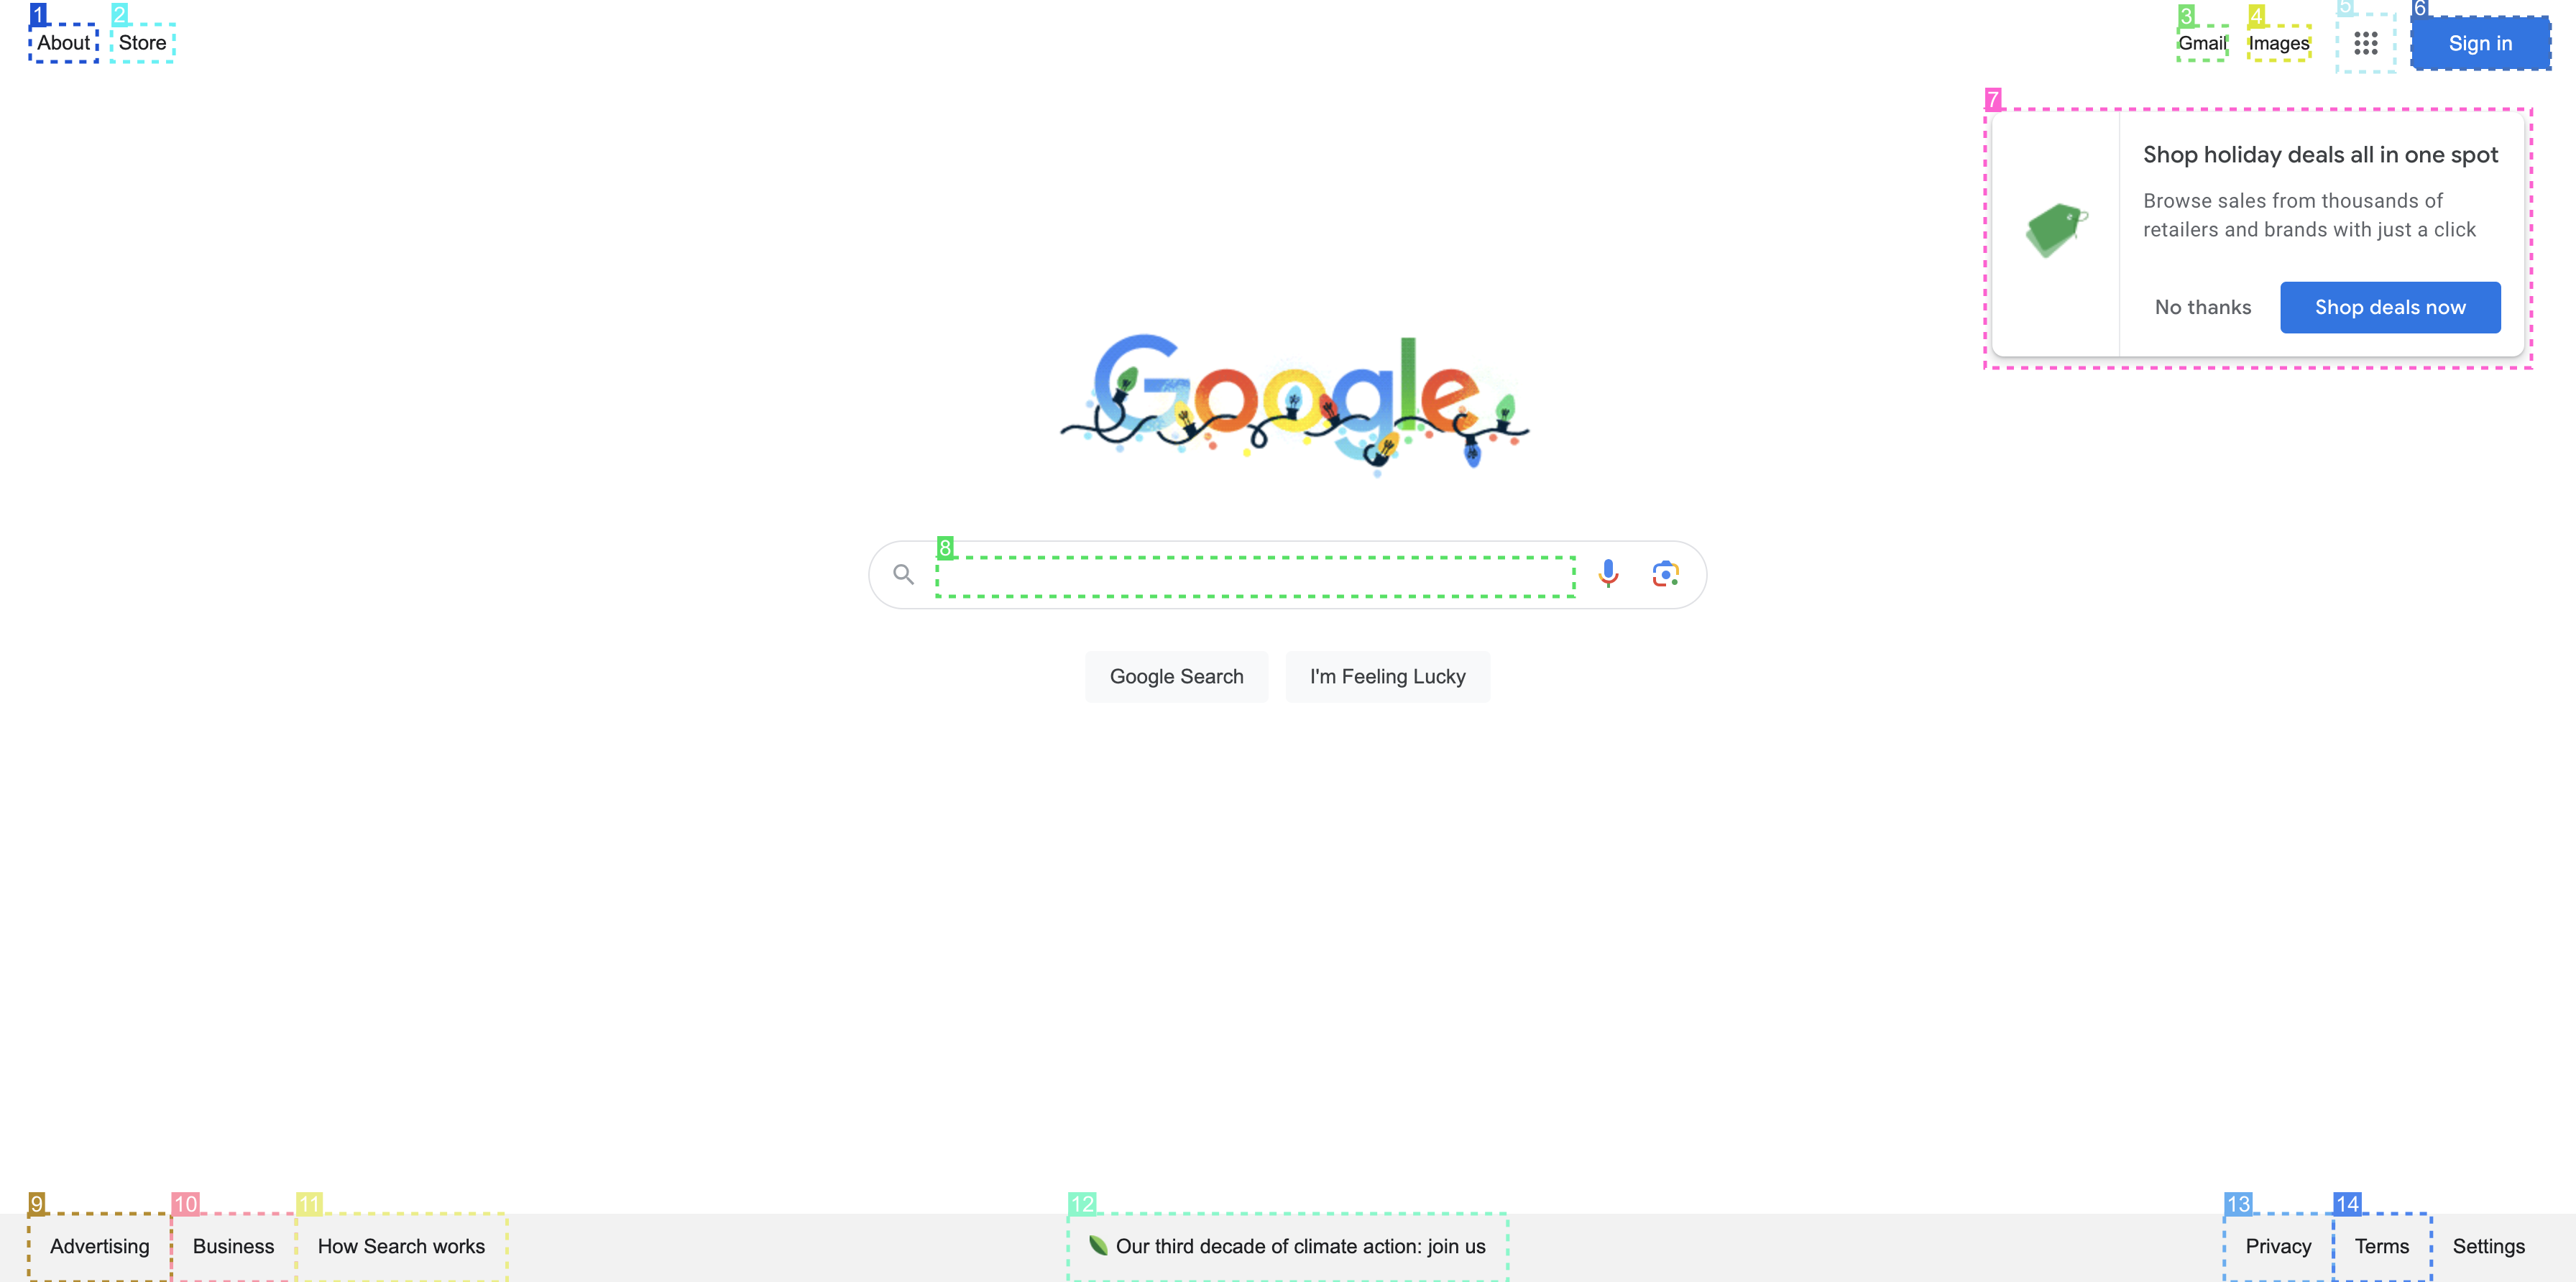 1 2 3 4 5 6
About Store Gmail Images Sign in
7
Shop holiday deals all in one spot
Browse sales from thousands of
retailers and brands with just a click
No thanks Shop deals now
Google
8
Google Search I'm Feeling Lucky
9 10 11 12 13 14
Advertising Business How Search works Our third decade of climate action: join us Privacy Terms Settings